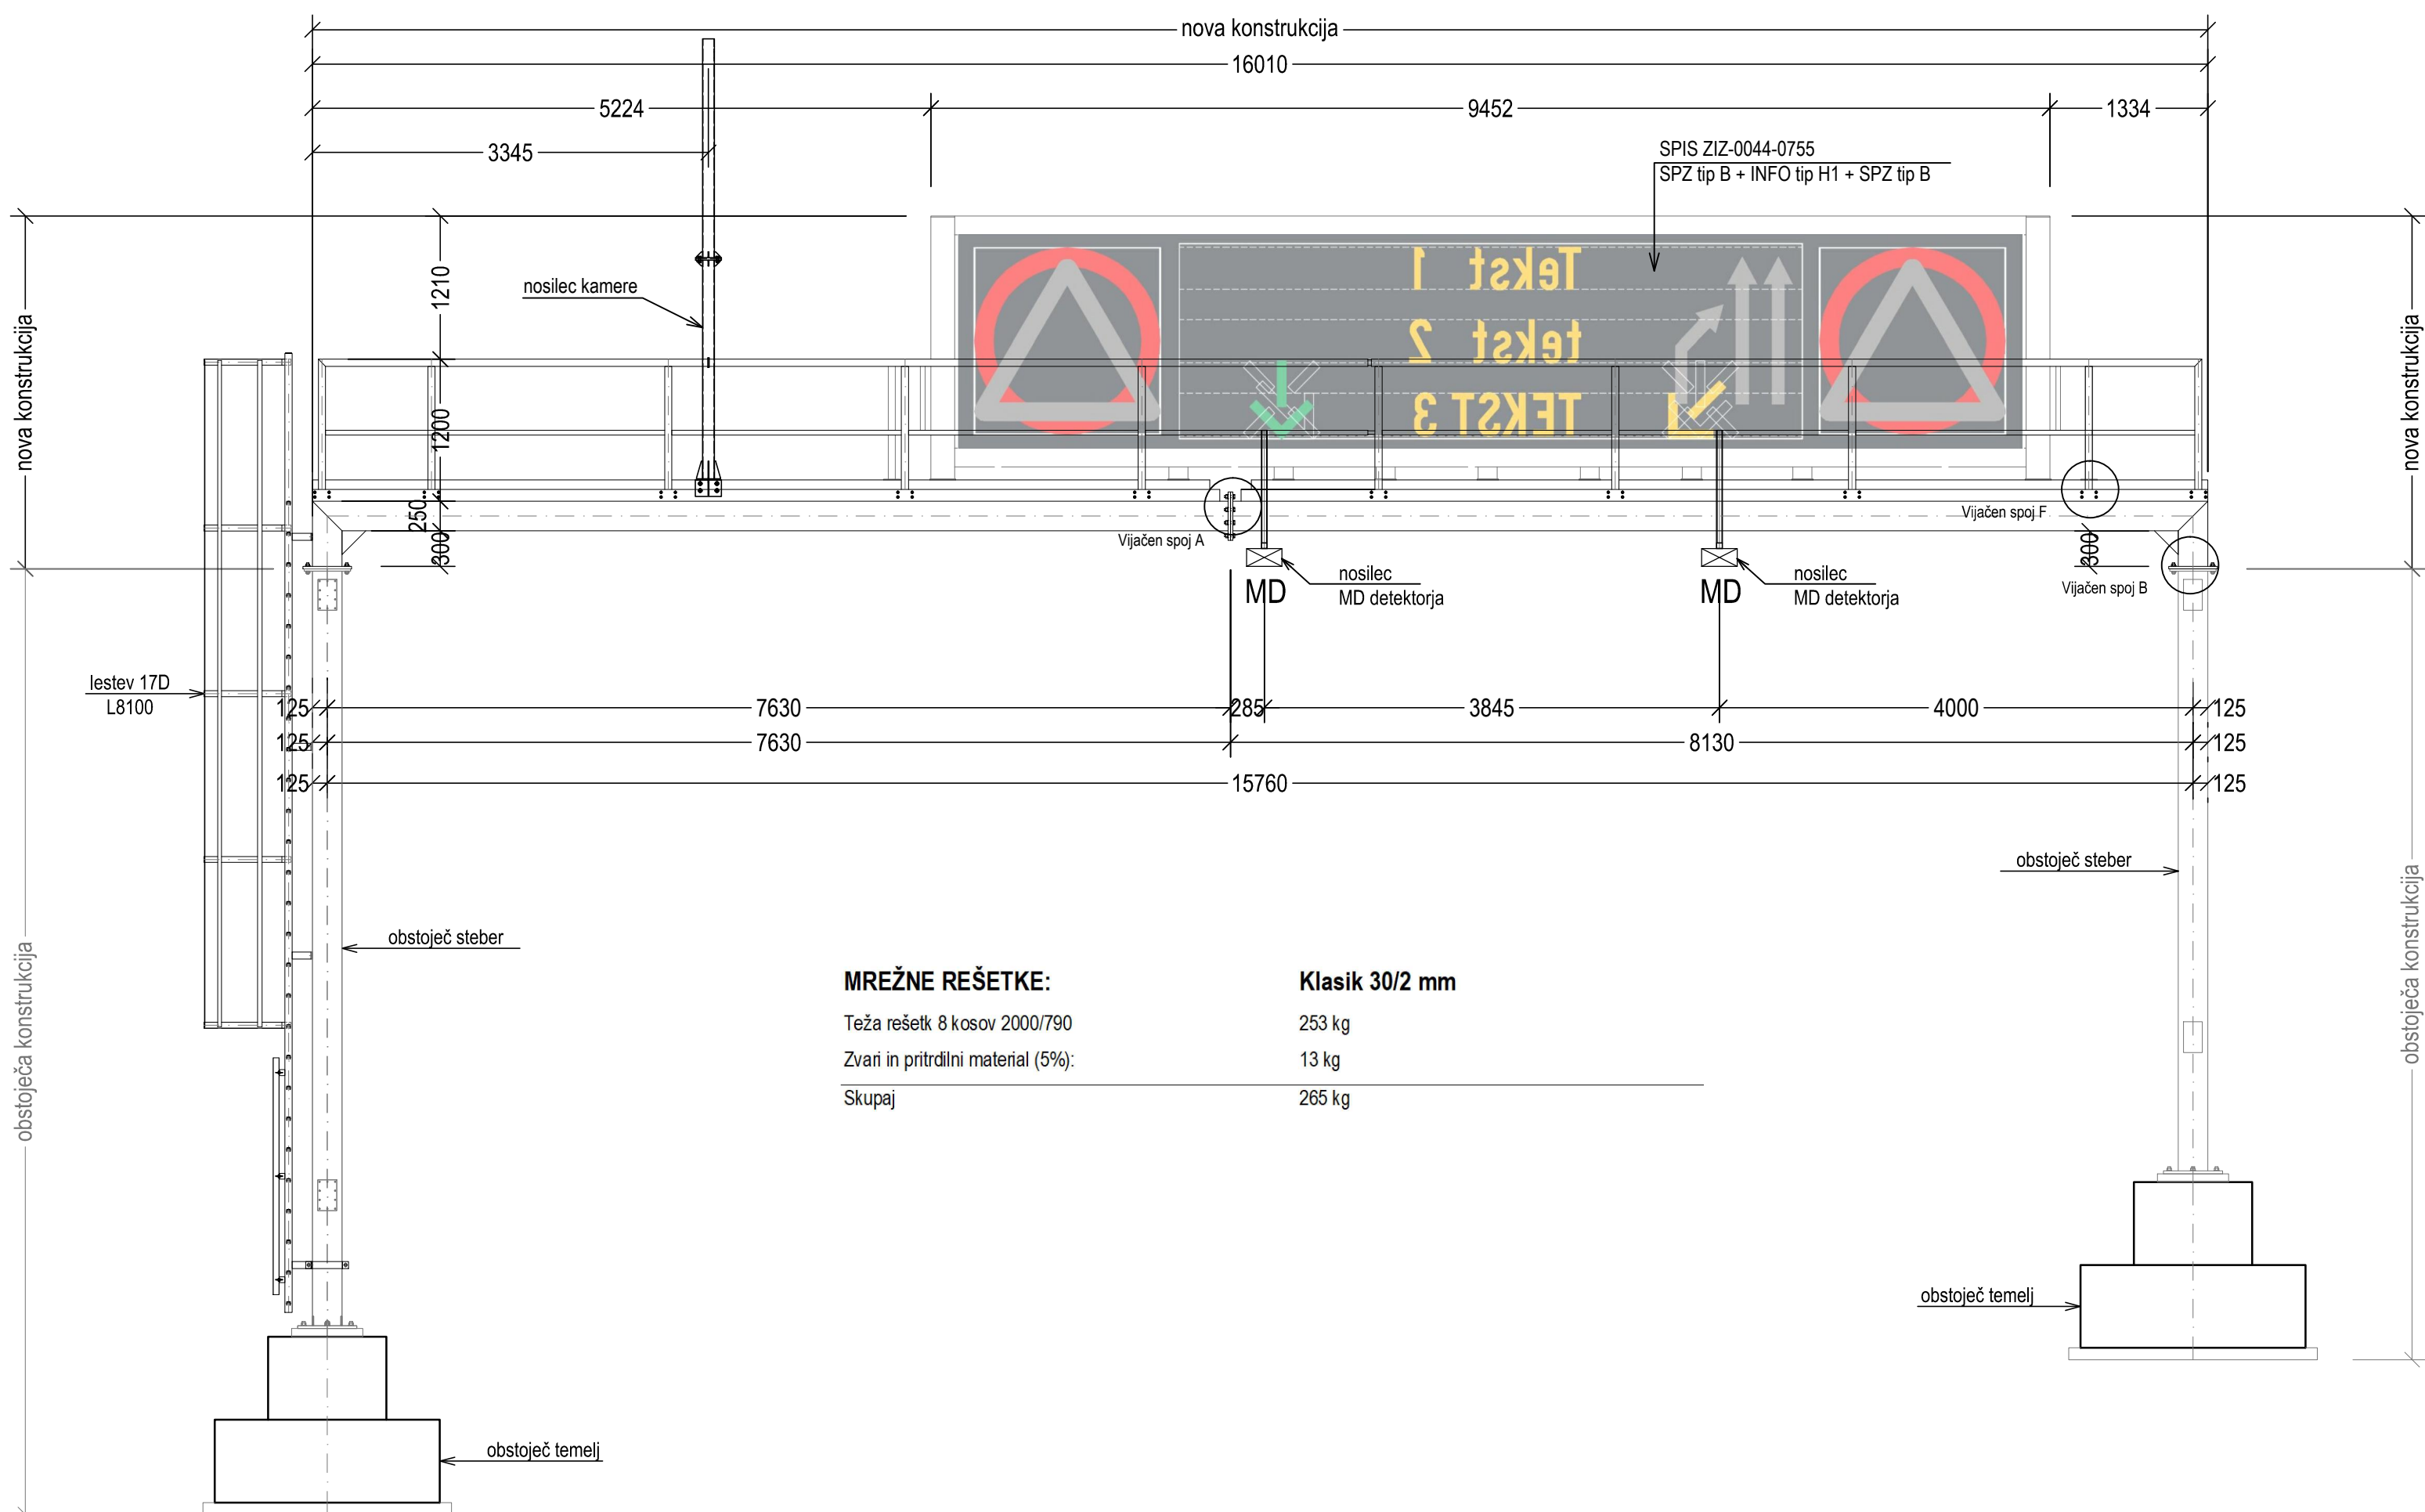 nova konstrukcija
16010
5224
9452
1334
3345
SPIS ZIZ-0044-0755
SPZ tip B + INFO tip H1 + SPZ tip B
nova konstrukcija
1210
nosilec kamere
Tekst 1
tekst 2
TEKST 3
nova konstrukcija
1200
250
300
Vijačen spoj A
Vijačen spoj F
300
Vijačen spoj B
MD
nosilec
MD detektorja
MD
nosilec
MD detektorja
lestev 17D
L8100
125
7630
285
3845
4000
125
125
7630
8130
125
125
15760
125
obstoječ steber
obstoječ steber
obstoječa konstrukcija
obstoječa konstrukcija
MREŽNE REŠETKE: Klasik 30/2 mm
Teža rešetk 8 kosov 2000/790 253 kg
Zvari in pritrdilni material (5%): 13 kg
Skupaj 265 kg
obstoječ temelj
obstoječ temelj